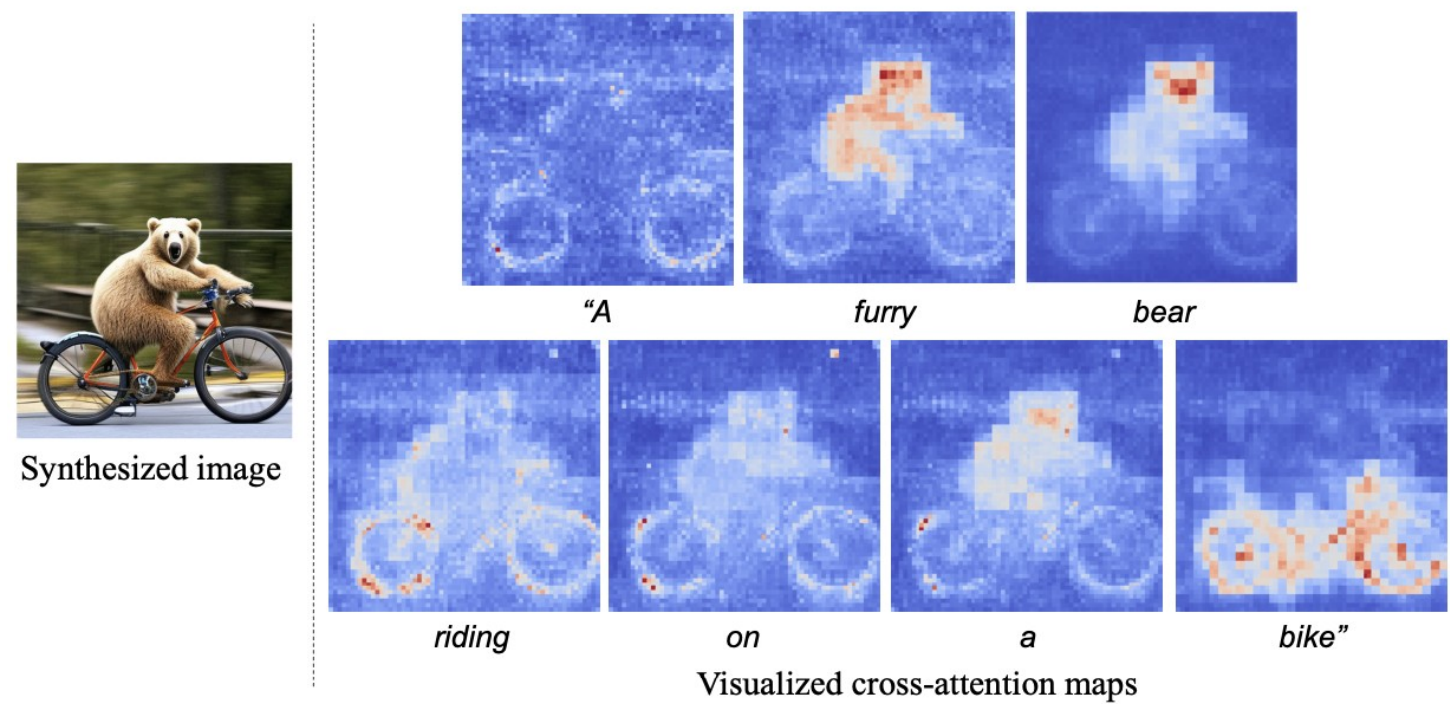 “A furry bear
Synthesized image
riding on a bike”
Visualized cross-attention maps